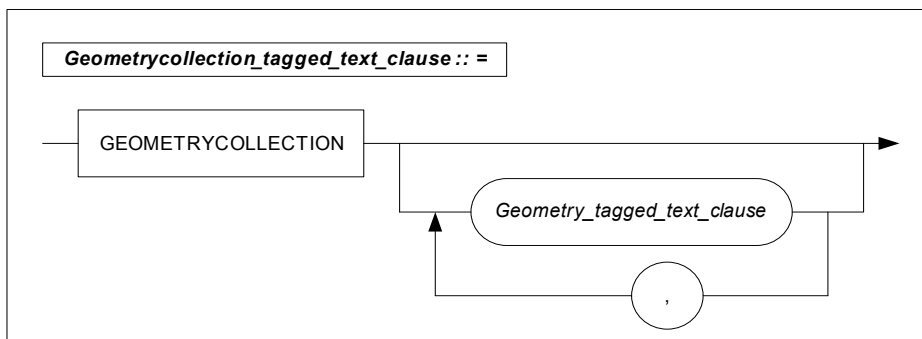 Geometrycollection_tagged_text_clause :: =
GEOMETRYCOLLECTION
Geometry_tagged_text_clause
,